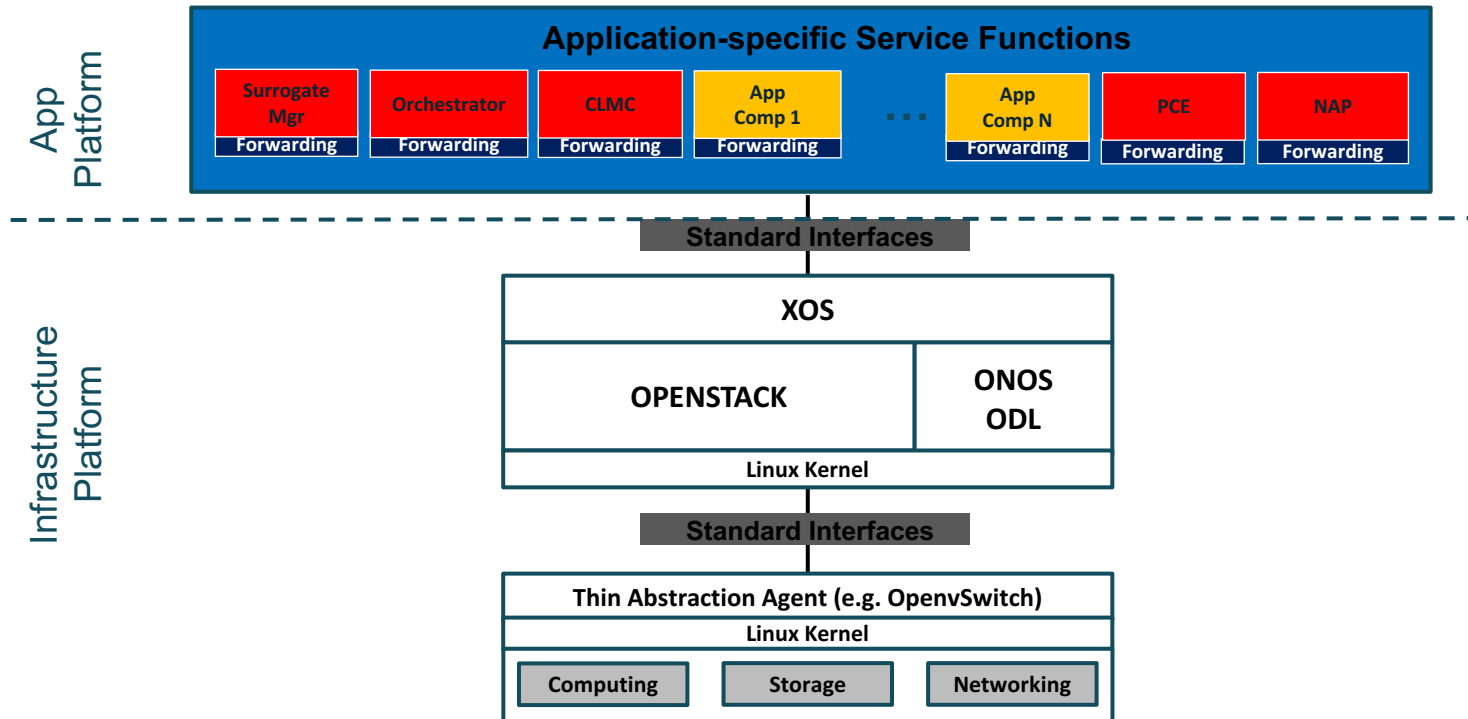 App
Platform
Application-specific Service Functions
Surrogate
Mgr
Forwarding
Orchestrator
Forwarding
CLMC
Forwarding
App
Comp 1
Forwarding
...
App
Comp N
Forwarding
PCE
Forwarding
NAP
Forwarding
Standard Interfaces
Infrastructure
Platform
XOS
OPENSTACK
ONOS
ODL
Linux Kernel
Standard Interfaces
Thin Abstraction Agent (e.g. OpenvSwitch)
Linux Kernel
Computing
Storage
Networking